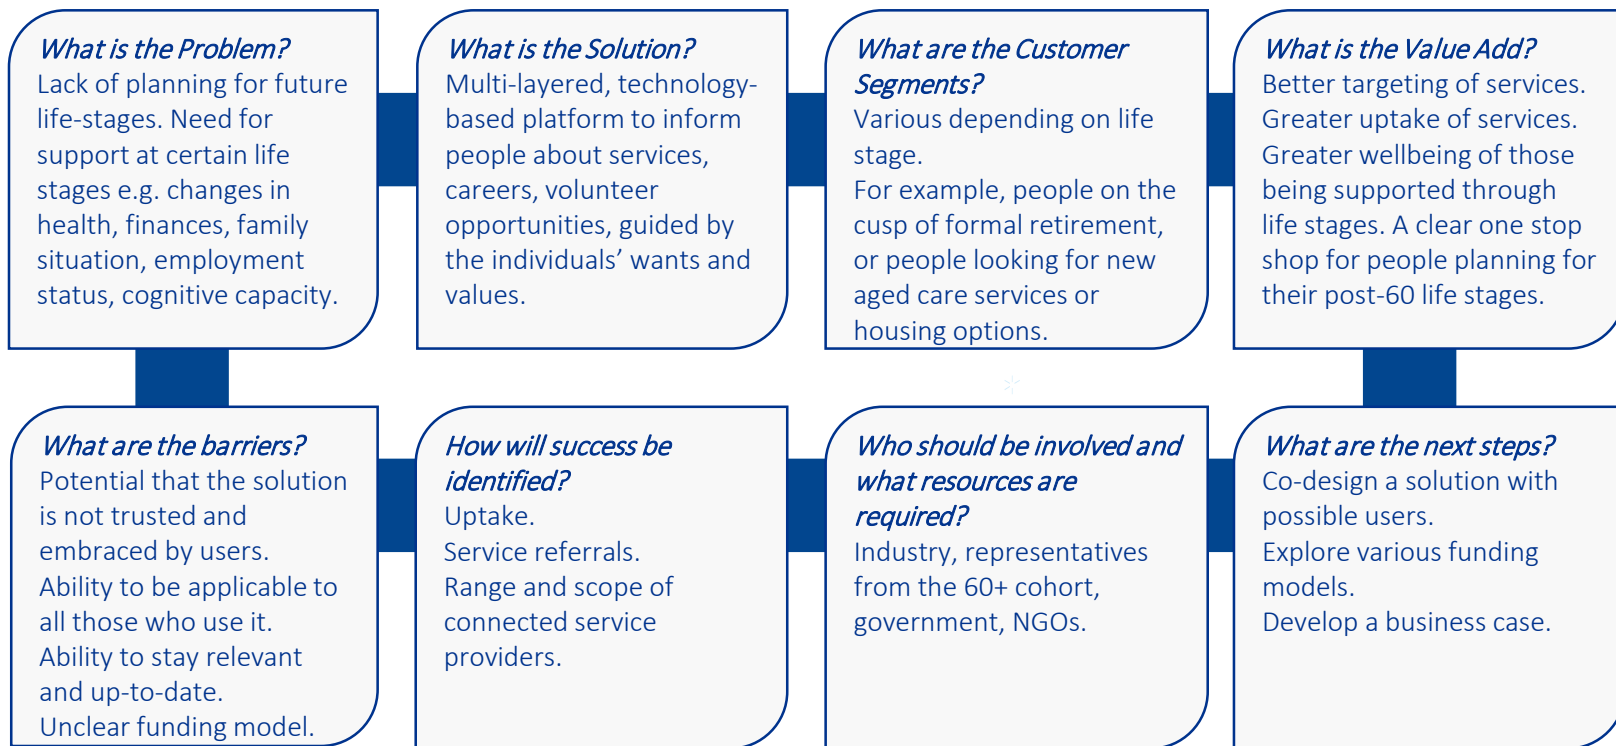 What is the Problem?
Lack of planning for future
life-stages. Need for
support at certain life
stages e.g. changes in
health, finances, family
situation, employment
status, cognitive capacity.
What is the Solution?
Multi-layered, technology-
based platform to inform
people about services,
careers, volunteer
opportunities, guided by
the individuals’ wants and
values.
What are the Customer
Segments?
Various depending on life
stage.
For example, people on the
cusp of formal retirement,
or people looking for new
aged care services or
housing options.
What is the Value Add?
Better targeting of services.
Greater uptake of services.
Greater wellbeing of those
being supported through
life stages. A clear one stop
shop for people planning for
their post-60 life stages.
What are the barriers?
Potential that the solution
is not trusted and
embraced by users.
Ability to be applicable to
all those who use it.
Ability to stay relevant
and up-to-date.
Unclear funding model.
How will success be
identified?
Uptake.
Service referrals.
Range and scope of
connected service
providers.
Who should be involved and
what resources are
required?
Industry, representatives
from the 60+ cohort,
government, NGOs.
What are the next steps?
Co-design a solution with
possible users.
Explore various funding
models.
Develop a business case.